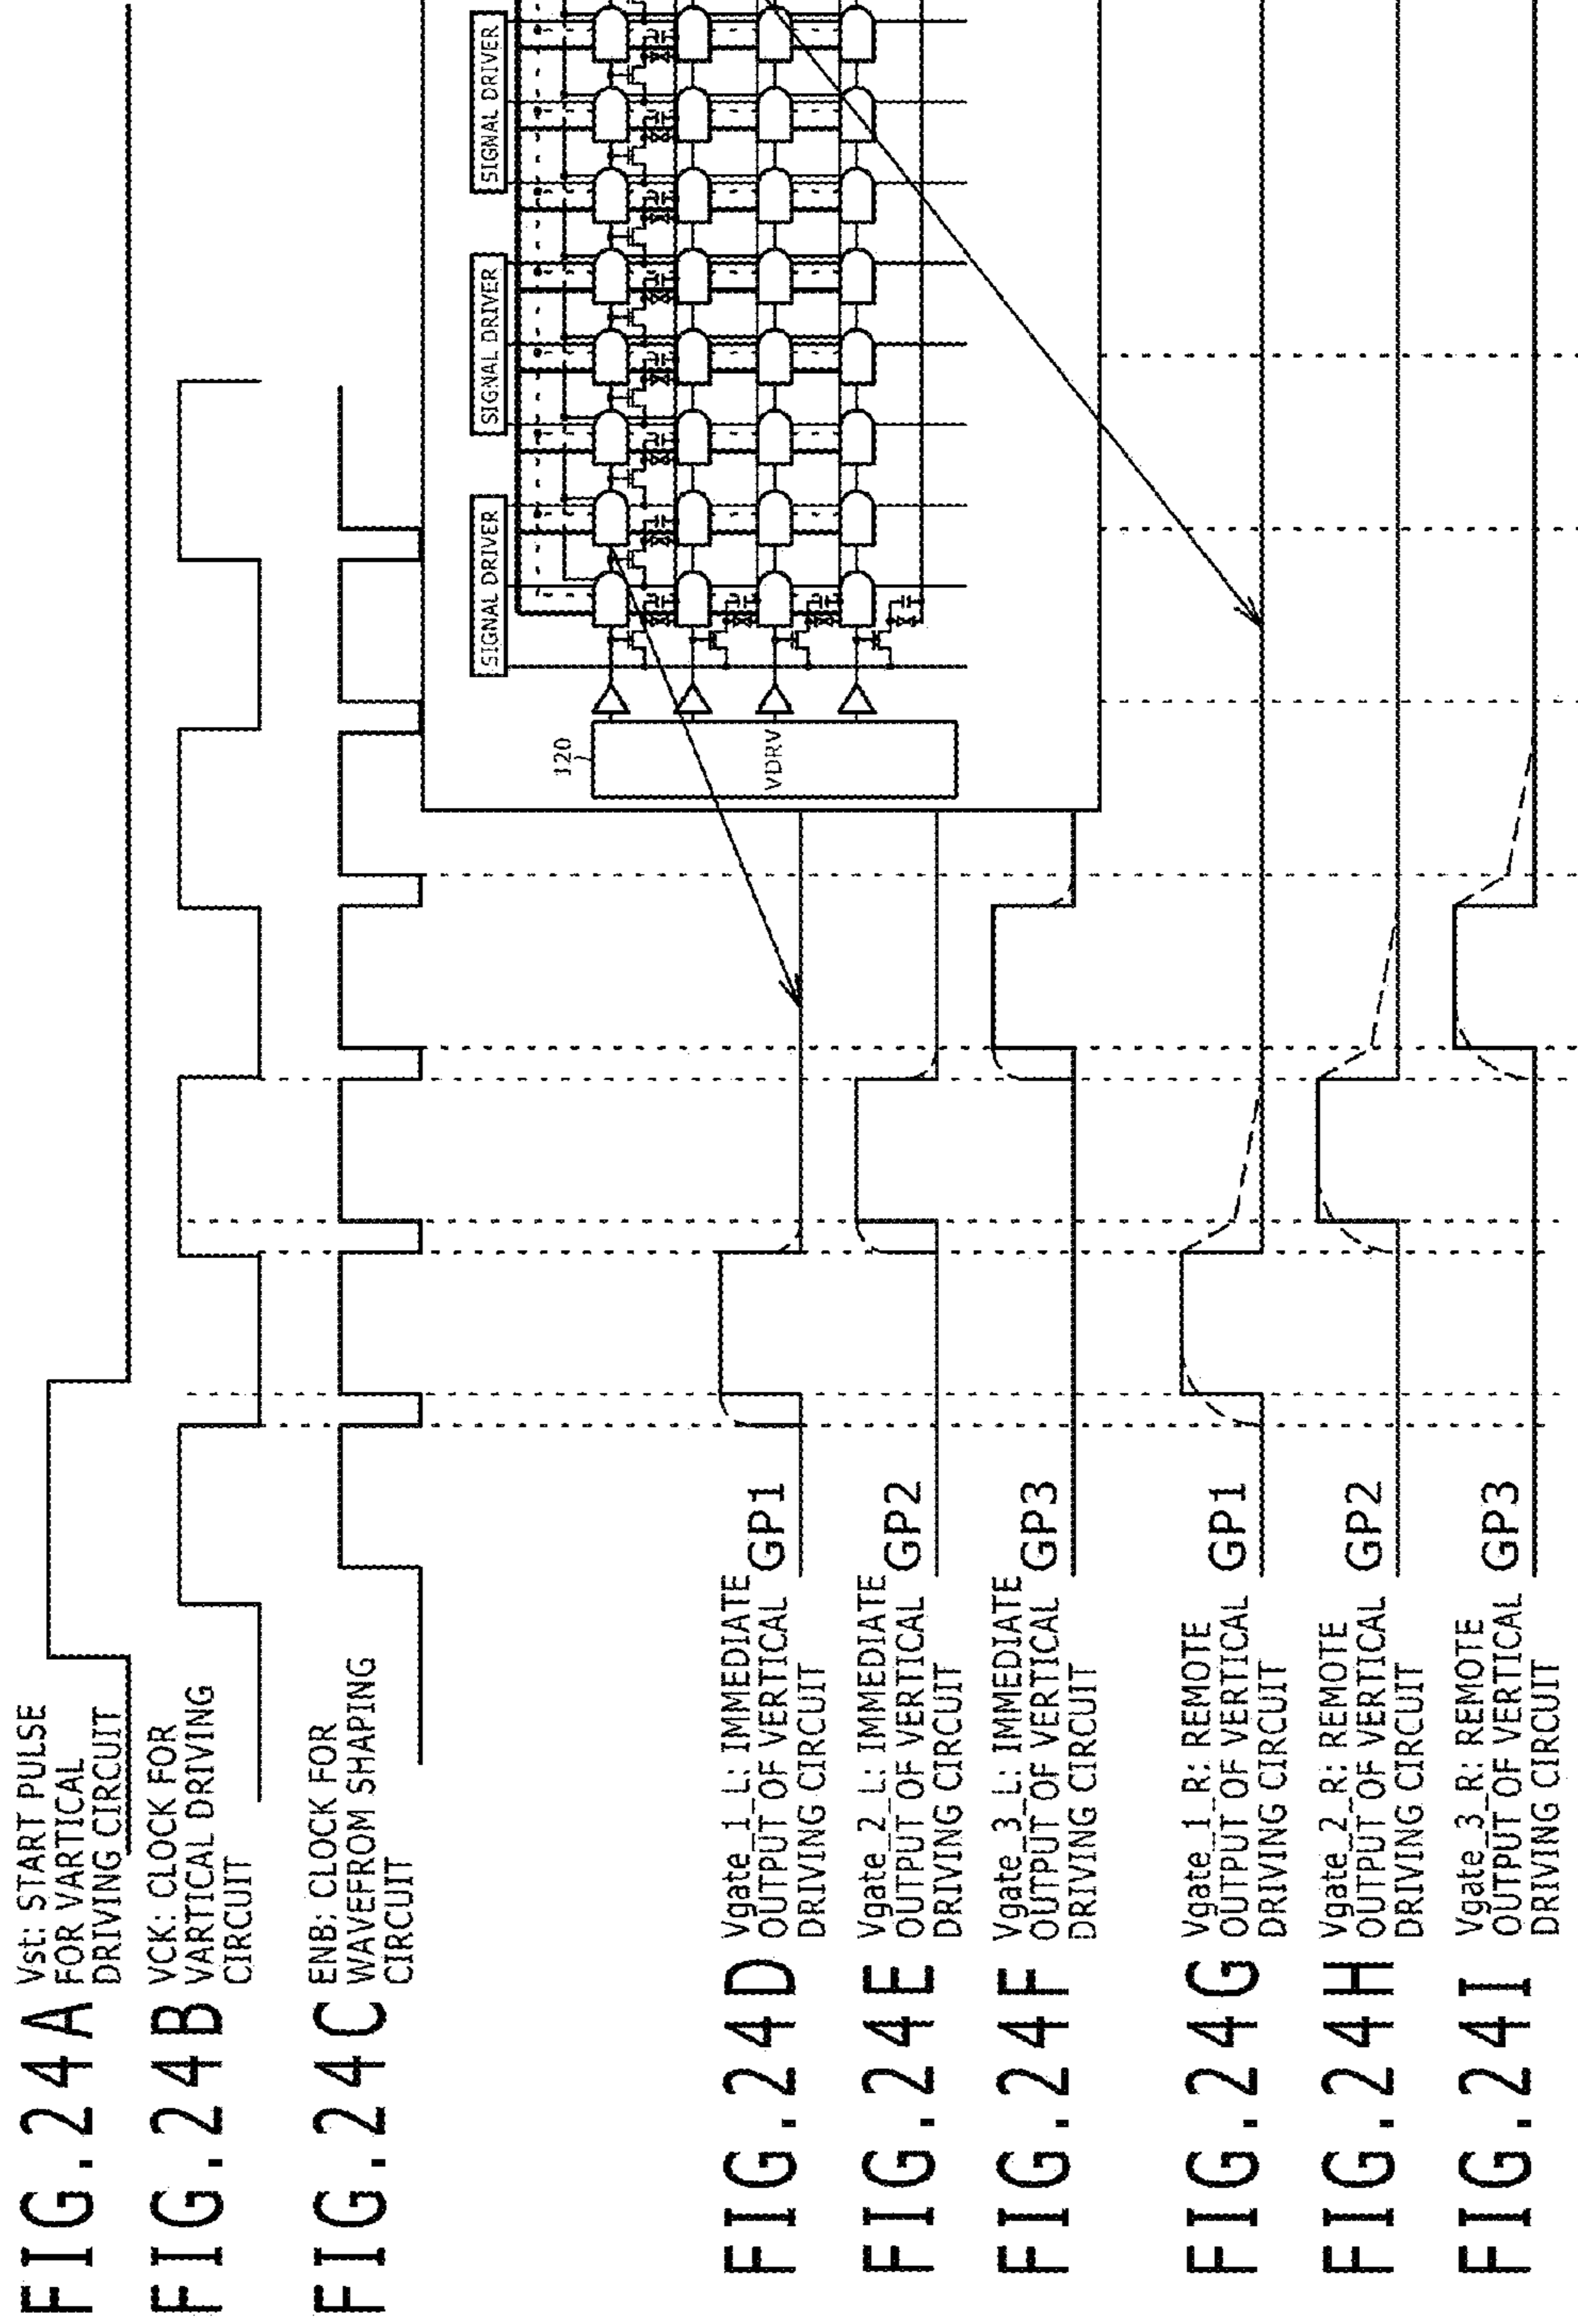 FIG.24A
Vst: START PULSE
FOR VARTICAL
DRIVING CIRCUIT
FIG.24B
VCK: CLOCK FOR
VARTICAL DRIVING
CIRCUIT
FIG.24C
ENB: CLOCK FOR
WAVEFROM SHAPING
CIRCUIT
SIGNAL DRIVER
SIGNAL DRIVER
SIGNAL DRIVER
120
VDRV
FIG.24D
Vgate_1_L: IMMEDIATE
OUTPUT OF VERTICAL
DRIVING CIRCUIT
GP1
FIG.24E
Vgate_2_L: IMMEDIATE
OUTPUT OF VERTICAL
DRIVING CIRCUIT
GP2
FIG.24F
Vgate_3_L: IMMEDIATE
OUTPUT OF VERTICAL
DRIVING CIRCUIT
GP3
FIG.24G
Vgate_1_R: REMOTE
OUTPUT OF VERTICAL
DRIVING CIRCUIT
GP1
FIG.24H
Vgate_2_R: REMOTE
OUTPUT OF VERTICAL
DRIVING CIRCUIT
GP2
FIG.24I
Vgate_3_R: REMOTE
OUTPUT OF VERTICAL
DRIVING CIRCUIT
GP3